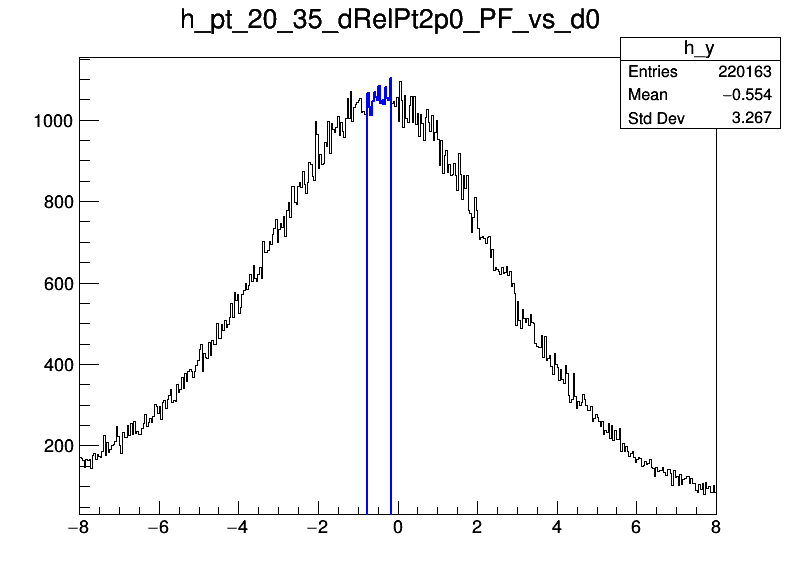 h_pt_20_35_dRelPt2p0_PF_vs_d0
h_y
Entries 220163
Mean −0.554
Std Dev 3.267
1000
800
600
400
200
−8 −6 −4 −2 0 2 4 6 8